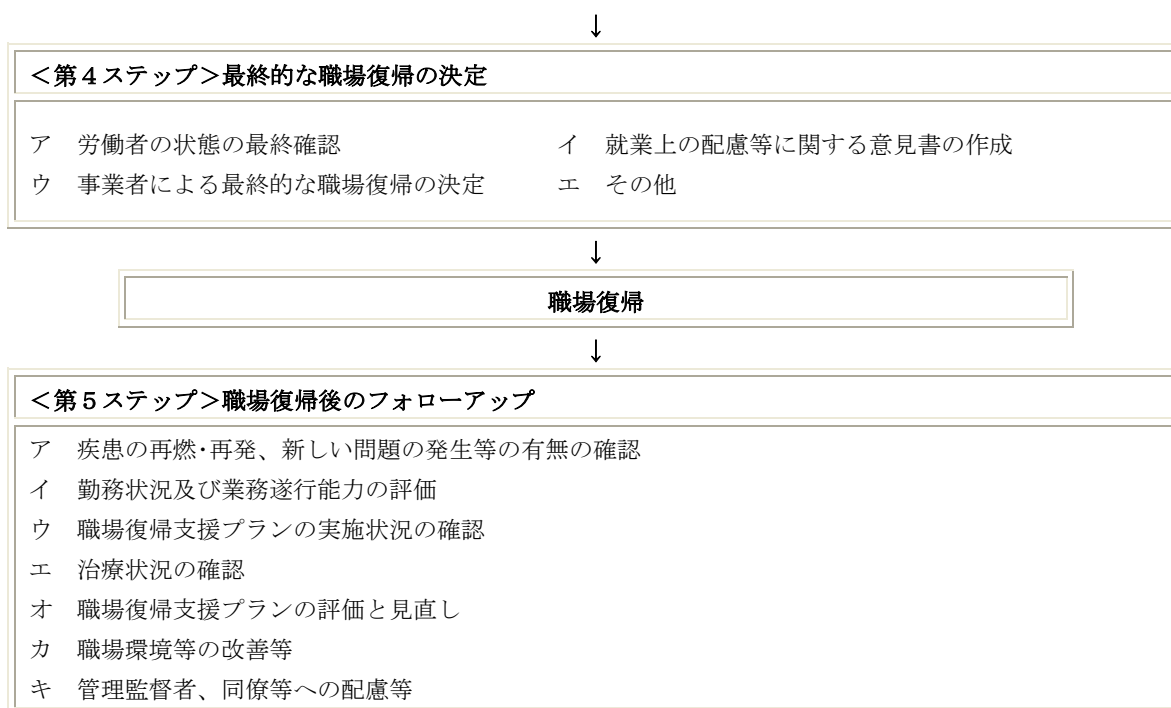 ↓
<第4ステップ>最終的な職場復帰の決定
ア 労働者の状態の最終確認 イ 就業上の配慮等に関する意見書の作成
ウ 事業者による最終的な職場復帰の決定 エ その他
↓
職場復帰
↓
<第5ステップ>職場復帰後のフォローアップ
ア 疾患の再燃・再発、新しい問題の発生等の有無の確認
イ 勤務状況及び業務遂行能力の評価
ウ 職場復帰支援プランの実施状況の確認
エ 治療状況の確認
オ 職場復帰支援プランの評価と見直し
カ 職場環境等の改善等
キ 管理監督者、同僚等への配慮等